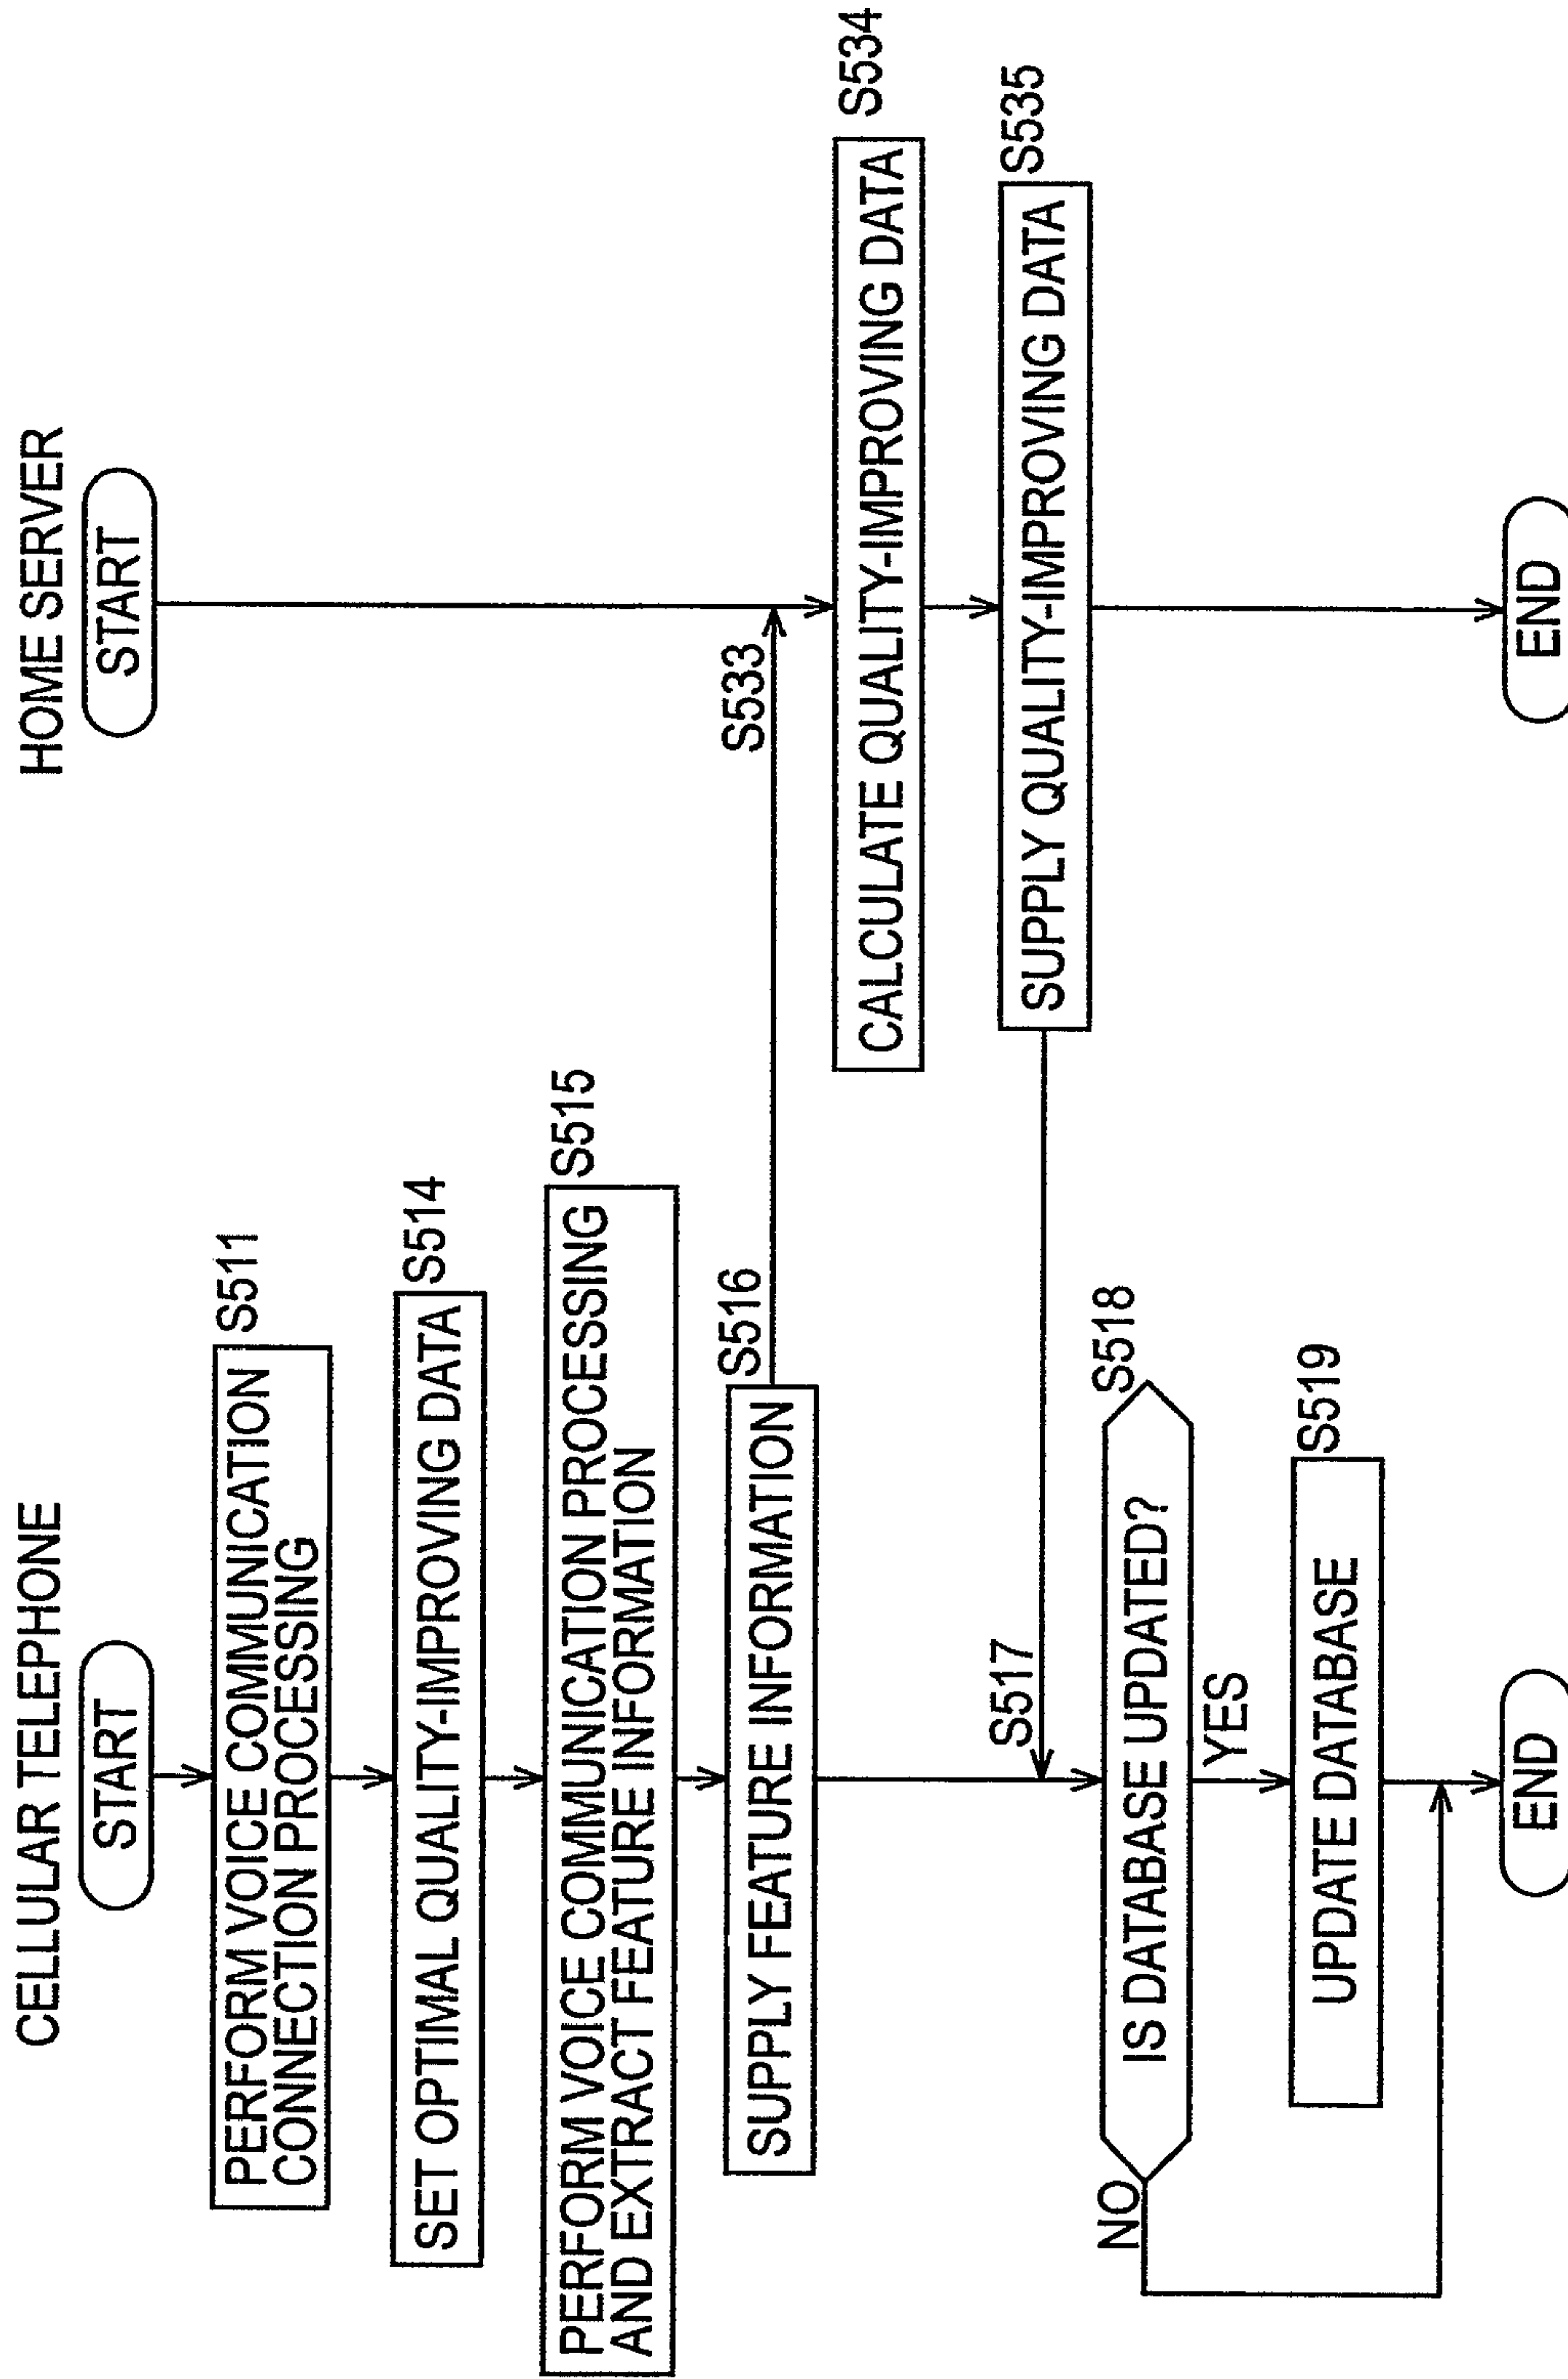 CELLULAR TELEPHONE
START
PERFORM VOICE COMMUNICATION
CONNECTION PROCESSING
S511
SET OPTIMAL QUALITY-IMPROVING DATA
S514
PERFORM VOICE COMMUNICATION PROCESSING
AND EXTRACT FEATURE INFORMATION
S515
SUPPLY FEATURE INFORMATION
S516
S517
IS DATABASE UPDATED?
S518
NO
YES
UPDATE DATABASE
S519
END
HOME SERVER
START
S533
CALCULATE QUALITY-IMPROVING DATA
S534
SUPPLY QUALITY-IMPROVING DATA
S535
END